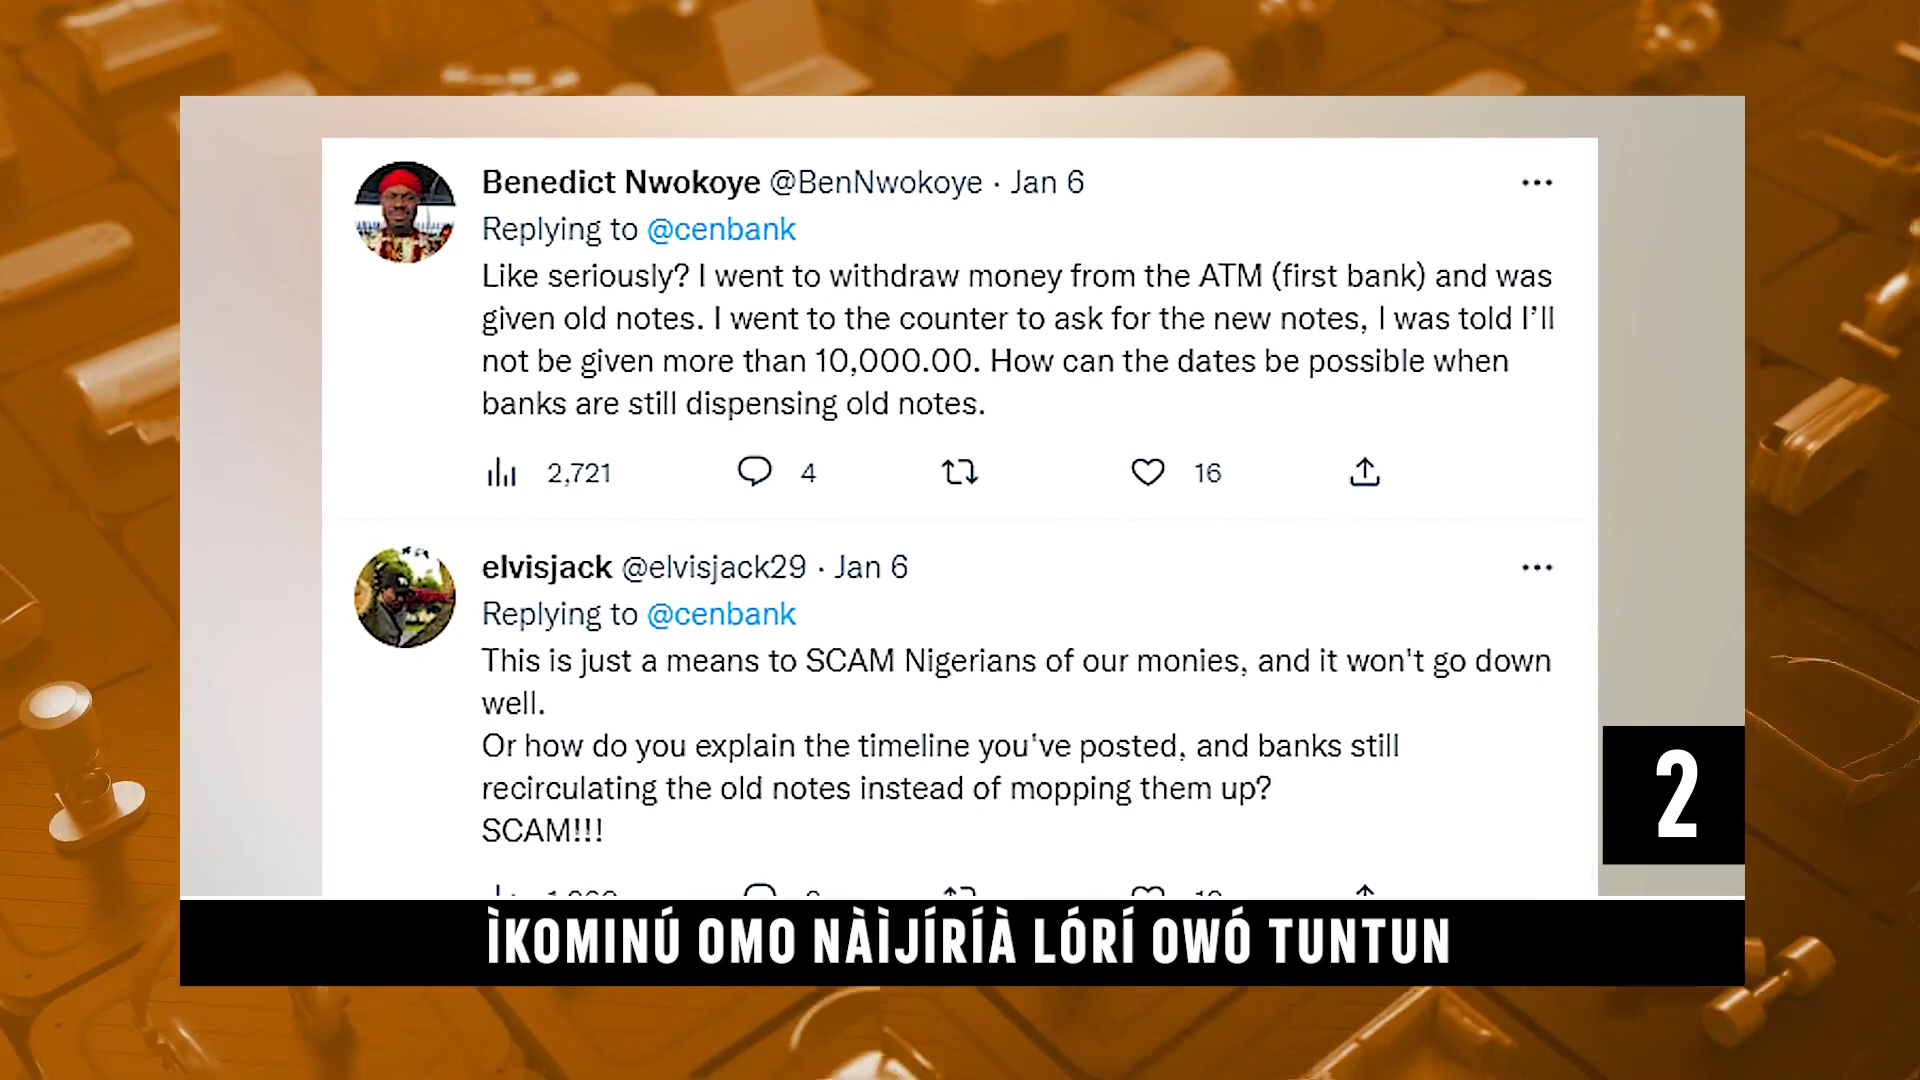 Benedict Nwokoye @BenNwokoye · Jan 6
Replying to @cenbank
Like seriously? I went to withdraw money from the ATM (first bank) and was
given old notes. I went to the counter to ask for the new notes, I was told I'll
not be given more than 10,000.00. How can the dates be possible when
banks are still dispensing old notes.
2,721 4 16
elvisjack @elvisjack29 · Jan 6
Replying to @cenbank
This is just a means to SCAM Nigerians of our monies, and it won't go down
well.
Or how do you explain the timeline you've posted, and banks still
recirculating the old notes instead of mopping them up?
SCAM!!!
2
ÌKOMINÚ OMO NÀÌJÍRÍÀ LÓRÍ OWÓ TUNTUN